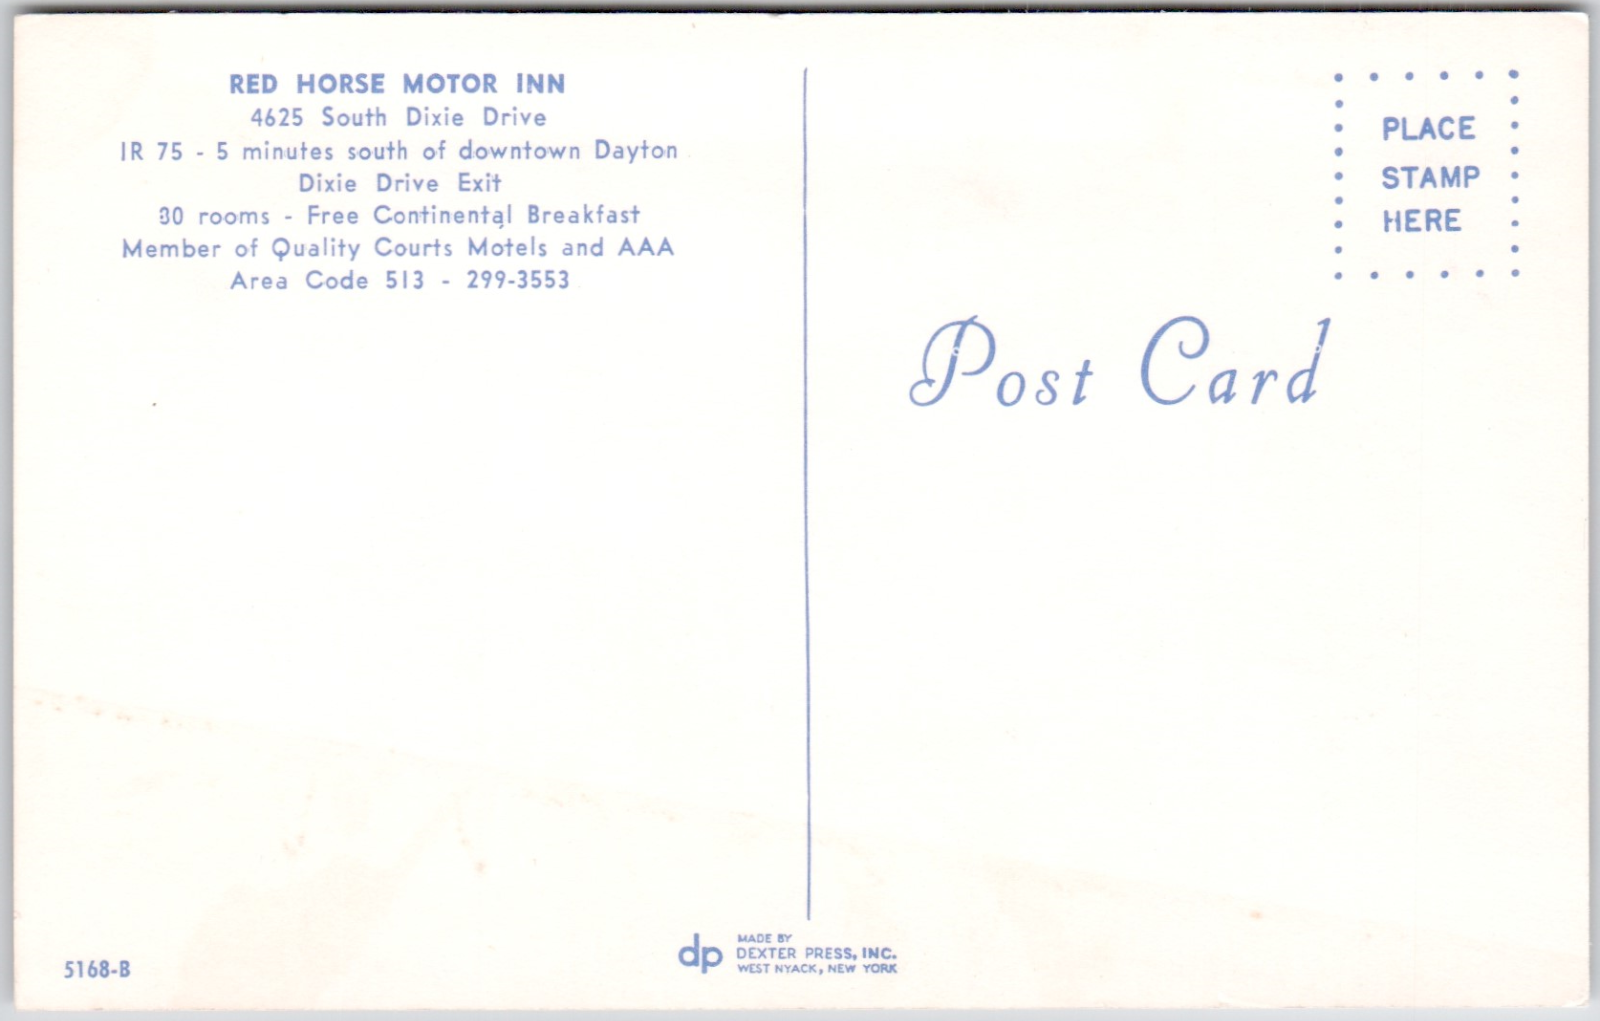 RED HORSE MOTOR INN
4625 South Dixie Drive
IR 75 - 5 minutes south of downtown Dayton
Dixie Drive Exit
rooms - Free Continental Breakfast
Member of Quality Courts Motels and AAA
Area Code 513 - 299-3553
PLACE
STAMP
HERE
Post Card
5168-B
dp
MADE BY
DEXTER PRESS, INC.
WEST NYACK, NEW YORK